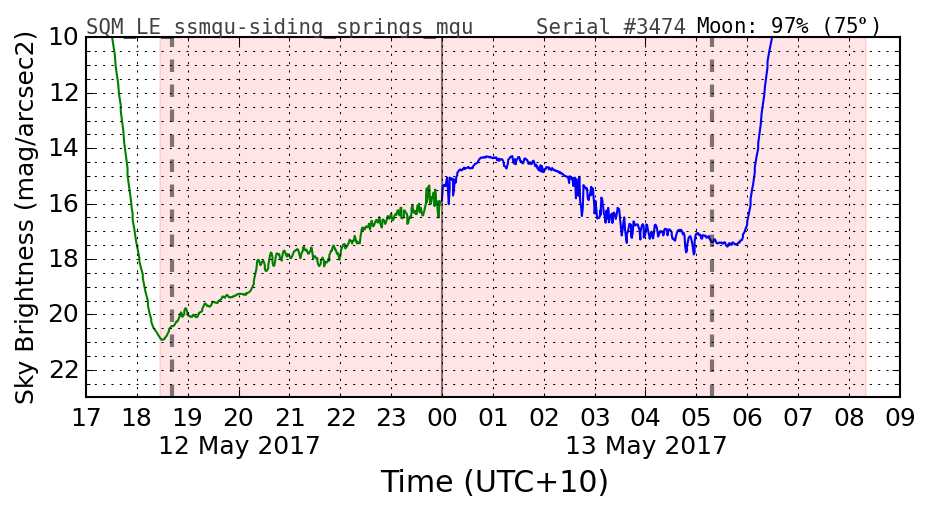 SQM_LE_ssmqu-siding_springs_mqu Serial #3474 Moon: 97% (75°)
Sky Brightness (mag/arcsec2)
10
12
14
16
18
20
22
17 18 19 20 21 22 23 00 01 02 03 04 05 06 07 08 09
12 May 2017 13 May 2017
Time (UTC+10)